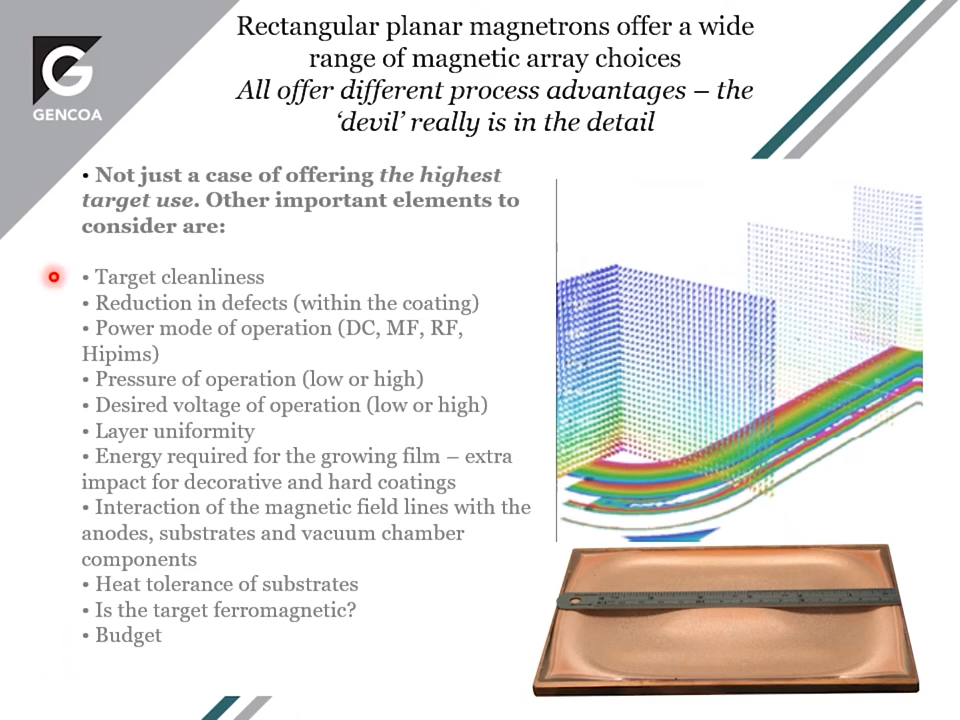 Rectangular planar magnetrons offer a wide
range of magnetic array choices
All offer different process advantages – the
‘devil’ really is in the detail
GENCOA
• Not just a case of offering the highest
target use. Other important elements to
consider are:
• Target cleanliness
• Reduction in defects (within the coating)
• Power mode of operation (DC, MF, RF,
Hipims)
• Pressure of operation (low or high)
• Desired voltage of operation (low or high)
• Layer uniformity
• Energy required for the growing film – extra
impact for decorative and hard coatings
• Interaction of the magnetic field lines with the
anodes, substrates and vacuum chamber
components
• Heat tolerance of substrates
• Is the target ferromagnetic?
• Budget